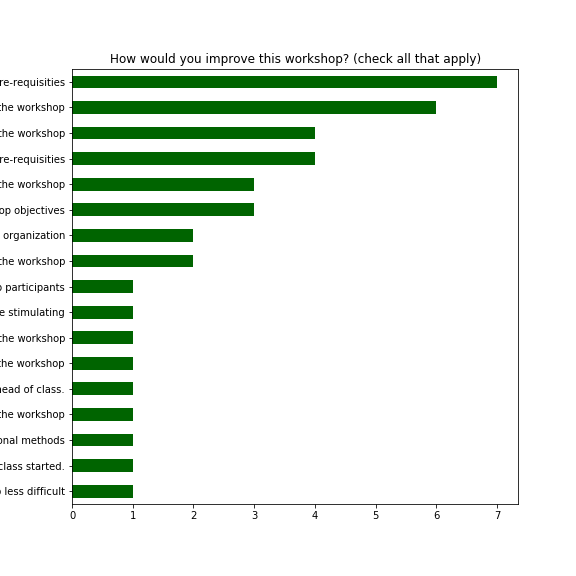 How would you improve this workshop? (check all that apply)
re-requisities
the workshop
the workshop
re-requisities
the workshop
op objectives
organization
the workshop
participants
e stimulating
the workshop
the workshop
head of class.
the workshop
onal methods
class started.
less difficult
0 1 2 3 4 5 6 7